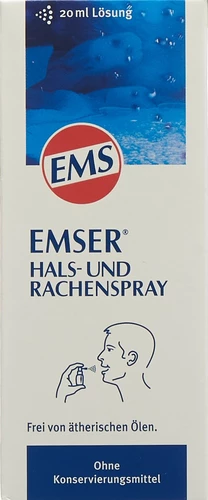 20 ml Lösung
EMS
EMSER®
HALS- UND
RACHENSPRAY
Frei von ätherischen Ölen.
Ohne
Konservierungsmittel